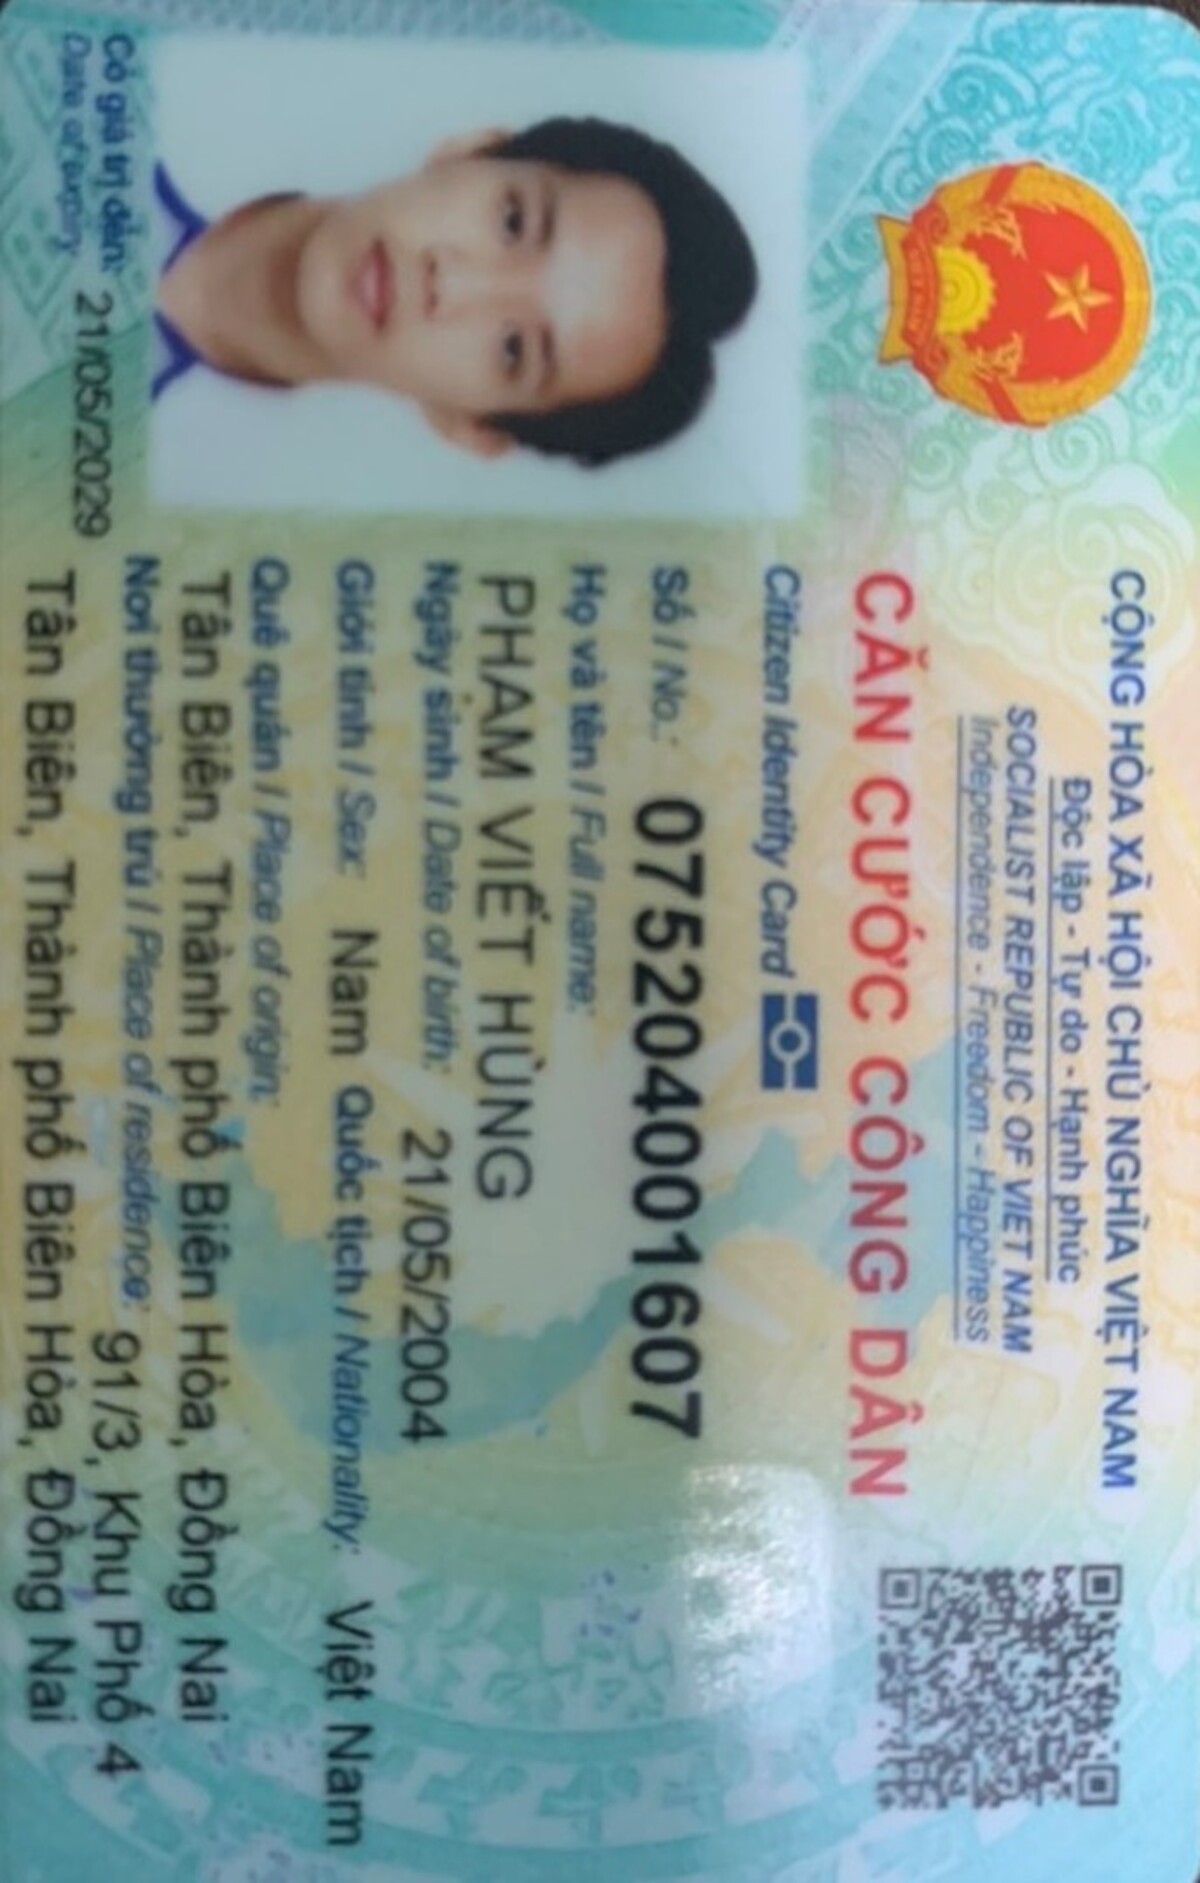 CỘNG HÒA XÃ HỘI CHỦ NGHĨA VIỆT NAM
Độc lập - Tự do - Hạnh phúc
SOCIALIST REPUBLIC OF VIET NAM
Independence - Freedom - Happiness
CĂN CƯỚC CÔNG DÂN
Citizen Identity Card
Số / No.: 075204001607
Họ và tên / Full name:
PHẠM VIẾT HÙNG
Ngày sinh / Date of birth: 21/05/2004
Giới tính / Sex: Nam Quốc tịch / Nationality: Việt Nam
Quê quán / Place of origin:
Tân Biên, Thành phố Biên Hòa, Đồng Nai
Nơi thường trú / Place of residence: 91/3, Khu Phố 4
Tân Biên, Thành phố Biên Hòa, Đồng Nai
Có giá trị đến: 21/05/2029
Date of expiry
VIỆT NAM